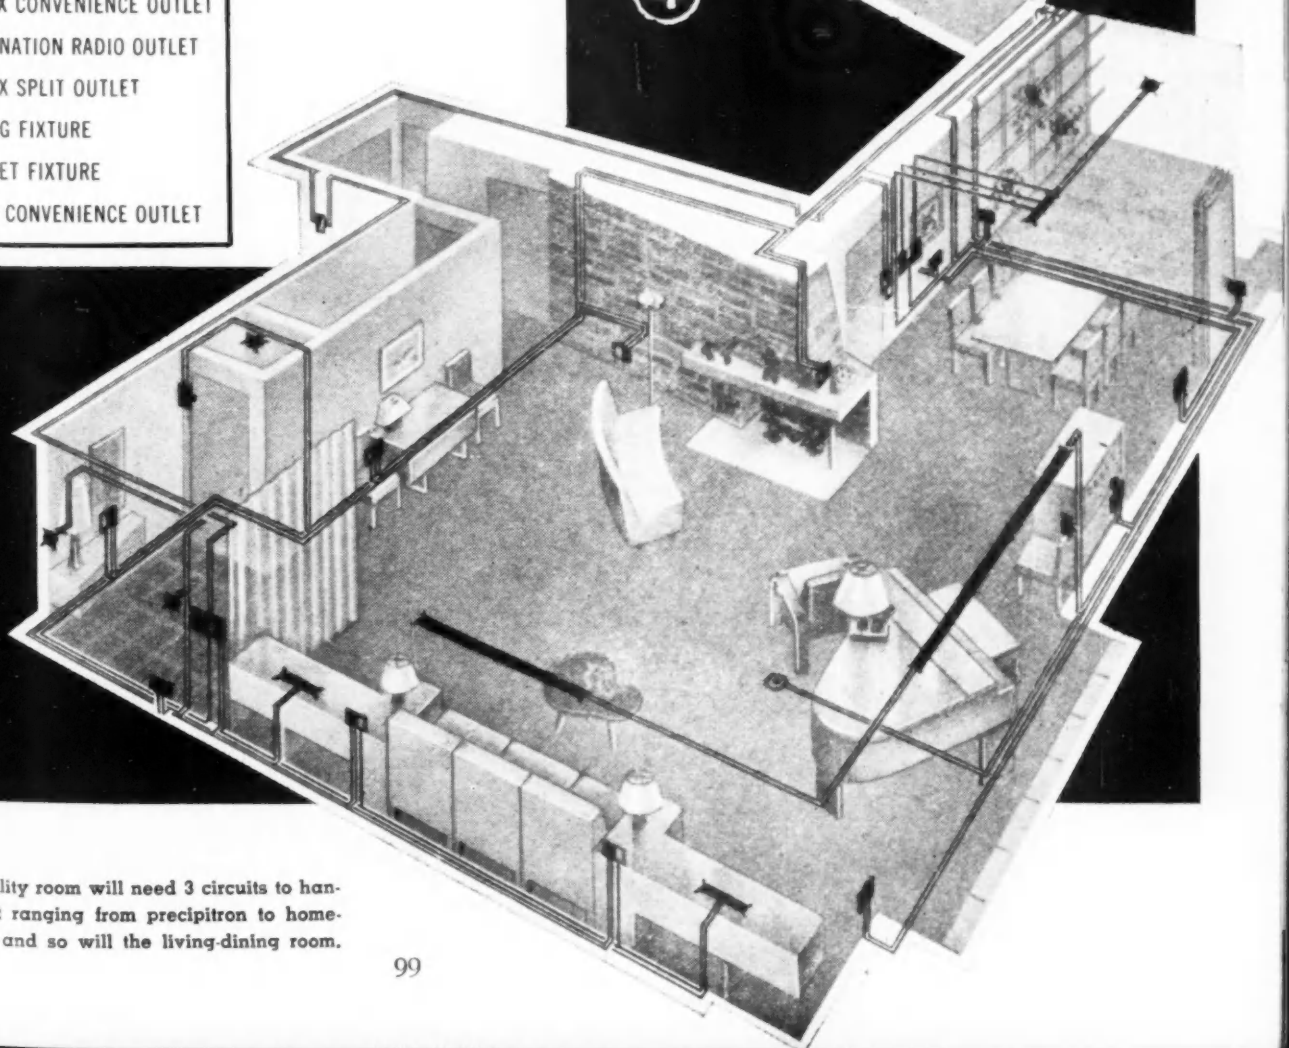 X CONVENIENCE OUTLET
NATION RADIO OUTLET
X SPLIT OUTLET
G FIXTURE
ET FIXTURE
CONVENIENCE OUTLET
lity room will need 3 circuits to han-
ranging from precipitron to home-
and so will the living-dining room.
99